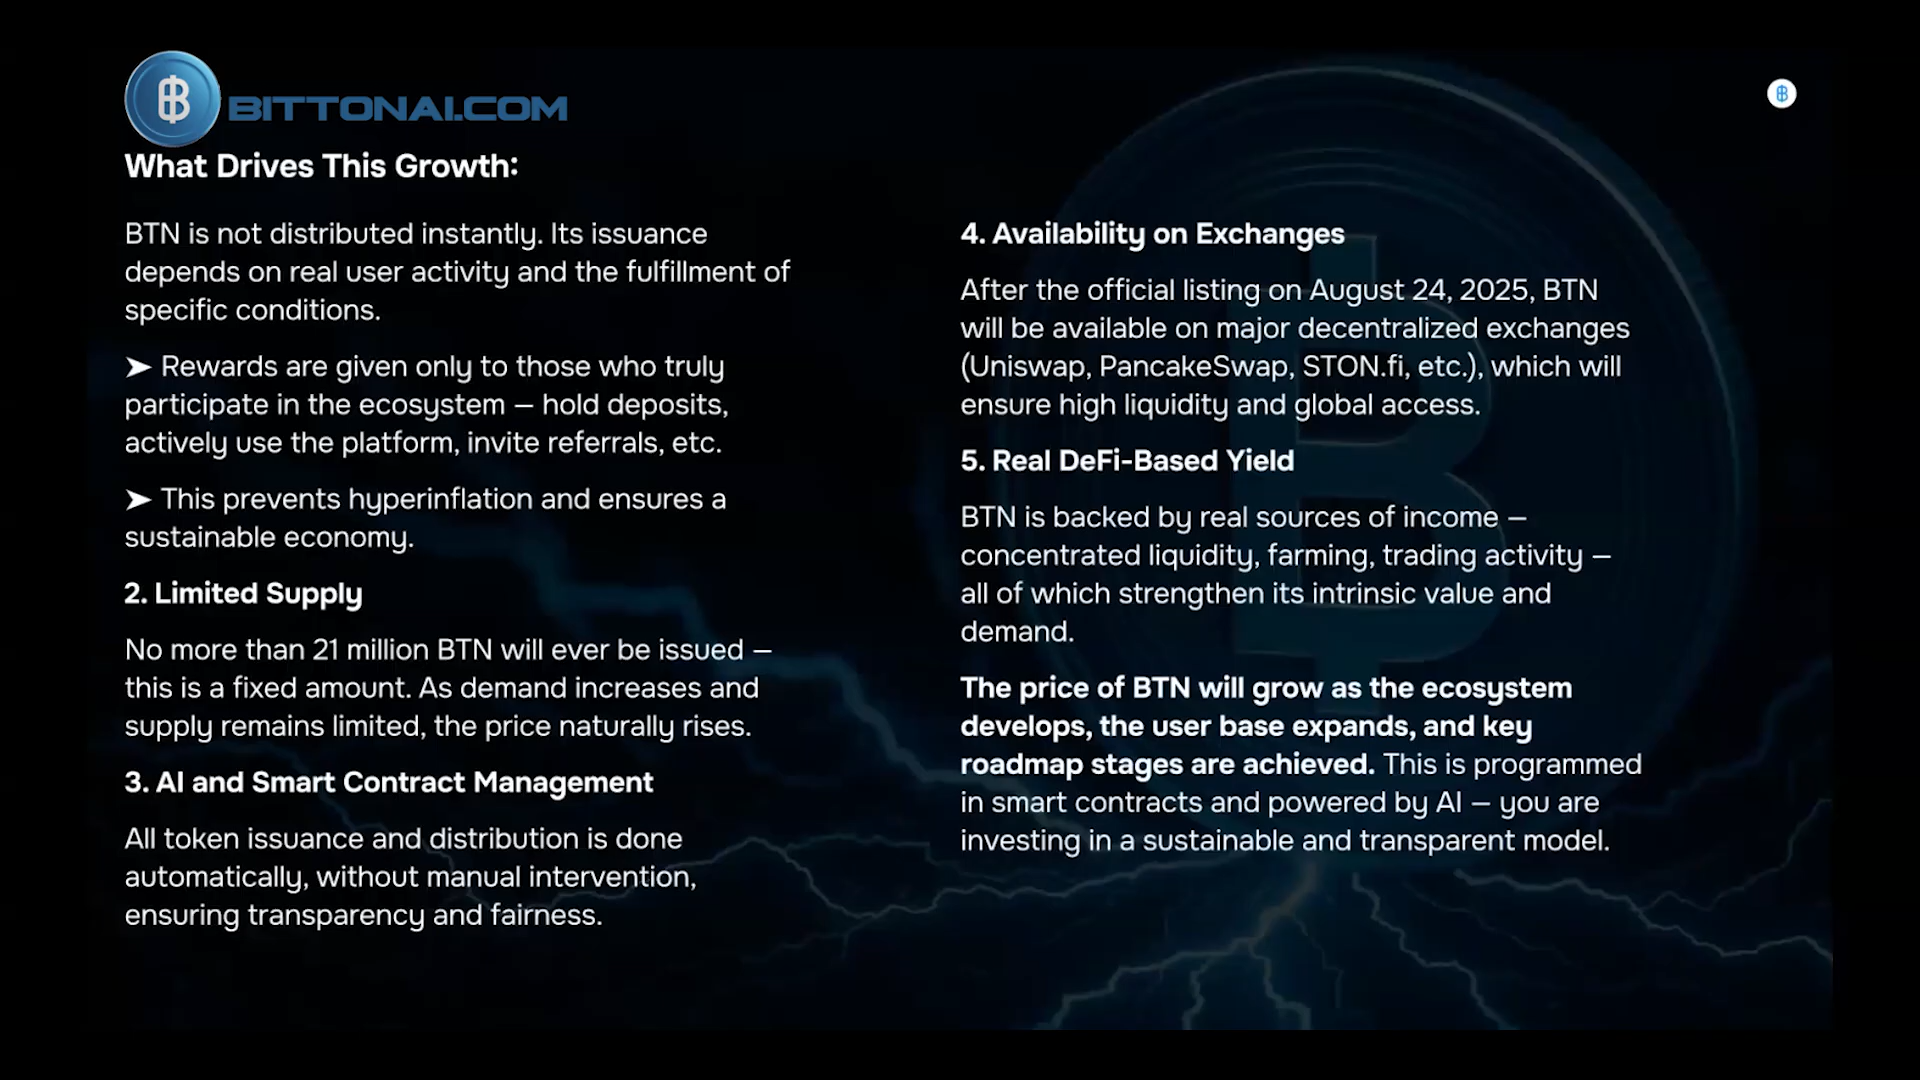 BITTONAI.COM
What Drives This Growth:
BTN is not distributed instantly. Its issuance
depends on real user activity and the fulfillment of
specific conditions.
➤ Rewards are given only to those who truly
participate in the ecosystem — hold deposits,
actively use the platform, invite referrals, etc.
➤ This prevents hyperinflation and ensures a
sustainable economy.
2. Limited Supply
No more than 21 million BTN will ever be issued —
this is a fixed amount. As demand increases and
supply remains limited, the price naturally rises.
3. AI and Smart Contract Management
All token issuance and distribution is done
automatically, without manual intervention,
ensuring transparency and fairness.
4. Availability on Exchanges
After the official listing on August 24, 2025, BTN
will be available on major decentralized exchanges
(Uniswap, PancakeSwap, STON.fi, etc.), which will
ensure high liquidity and global access.
5. Real DeFi-Based Yield
BTN is backed by real sources of income —
concentrated liquidity, farming, trading activity —
all of which strengthen its intrinsic value and
demand.
The price of BTN will grow as the ecosystem
develops, the user base expands, and key
roadmap stages are achieved. This is programmed
in smart contracts and powered by AI — you are
investing in a sustainable and transparent model.